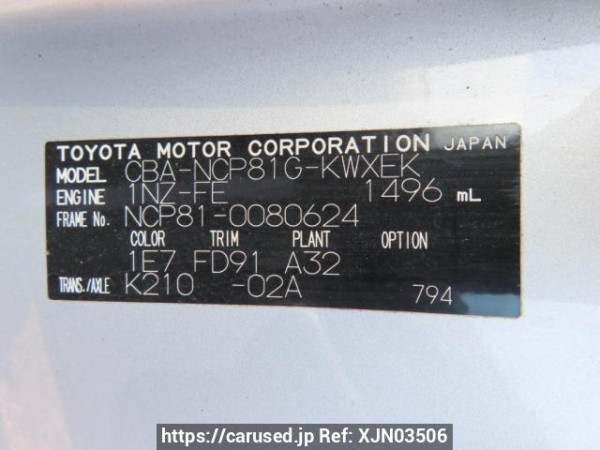 TOYOTA MOTOR CORPORATION JAPAN
MODEL CBA-NCP81G-KWXEK
ENGINE 1NZ-FE 1496 mL
FRAME No. NCP81-0080624
COLOR TRIM PLANT OPTION
1E7 FD91 A32
TRANS./AXLE K210 -02A 794
https://carused.jp Ref: XJN03506